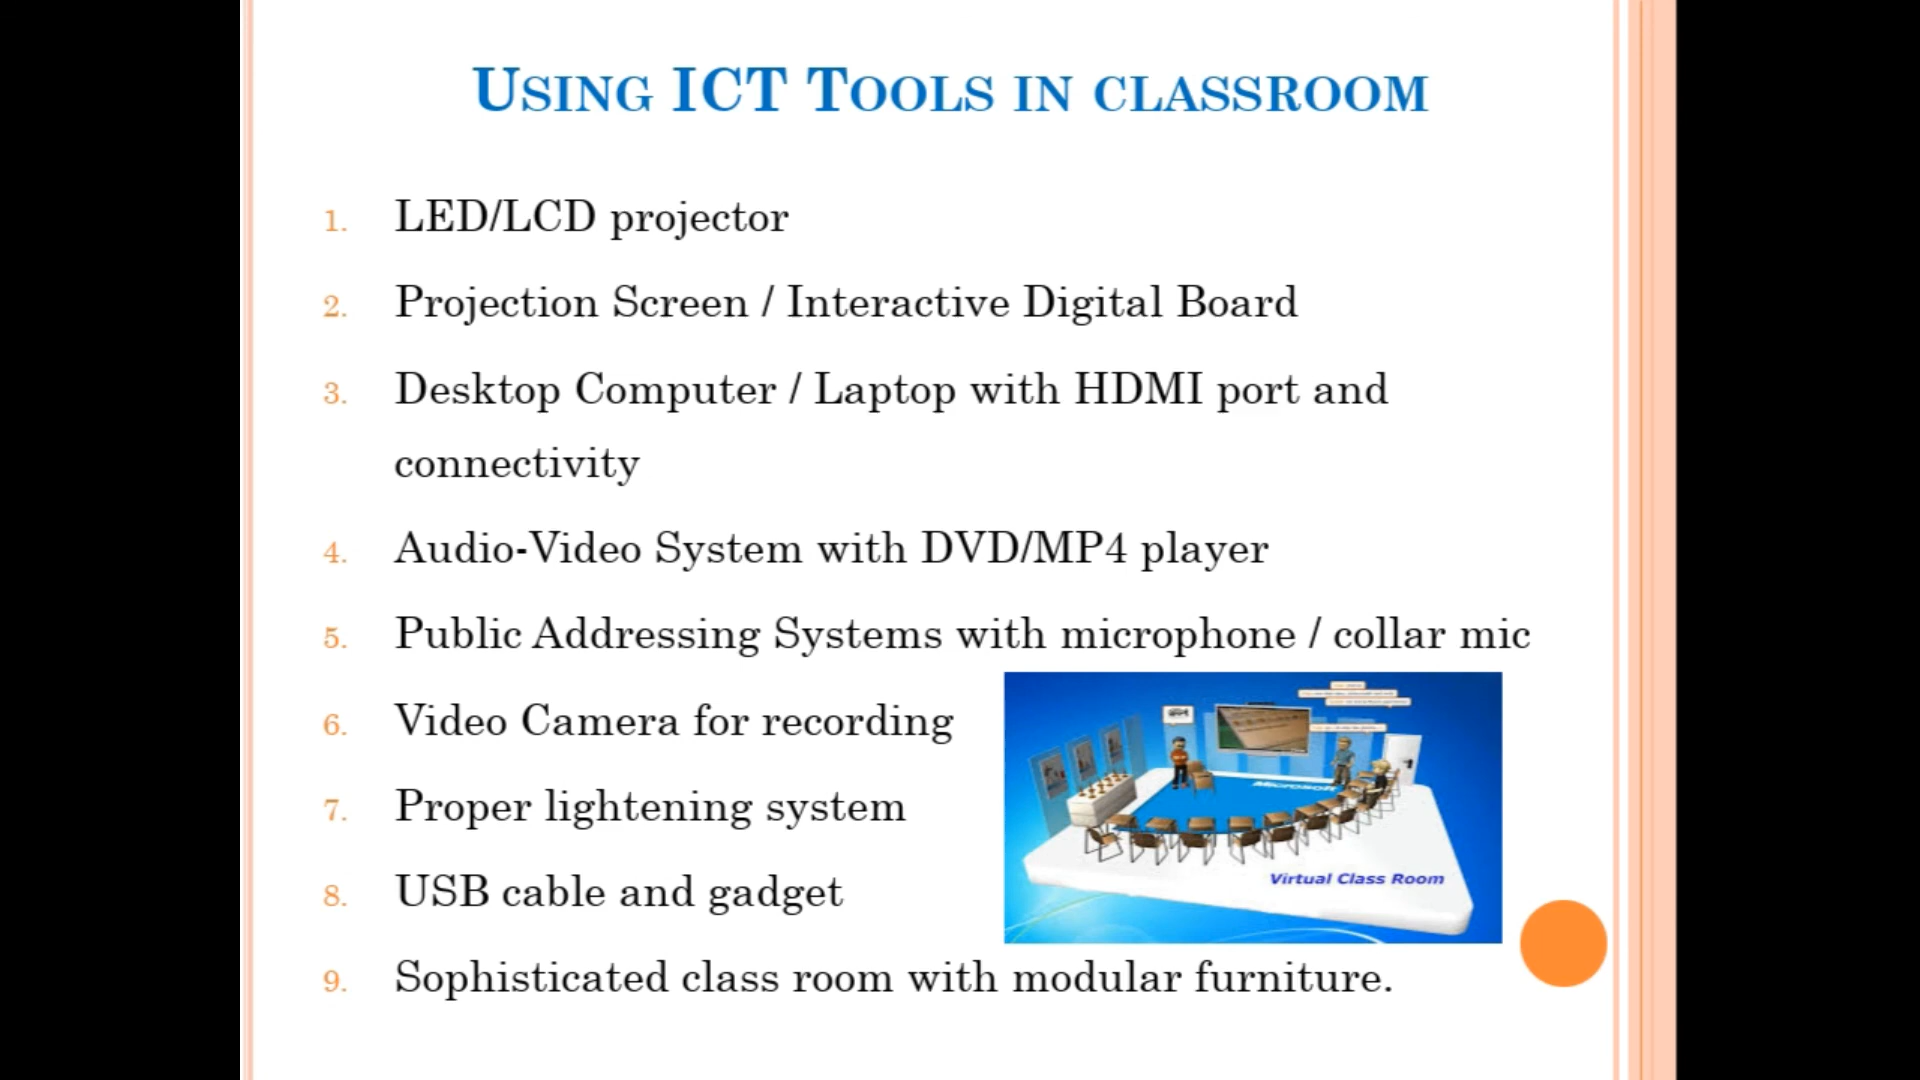 Using ICT Tools in classroom
1. LED/LCD projector
2. Projection Screen / Interactive Digital Board
3. Desktop Computer / Laptop with HDMI port and
connectivity
4. Audio-Video System with DVD/MP4 player
5. Public Addressing Systems with microphone / collar mic
6. Video Camera for recording
7. Proper lightening system
8. USB cable and gadget
9. Sophisticated class room with modular furniture.
Microsoft
Virtual Class Room